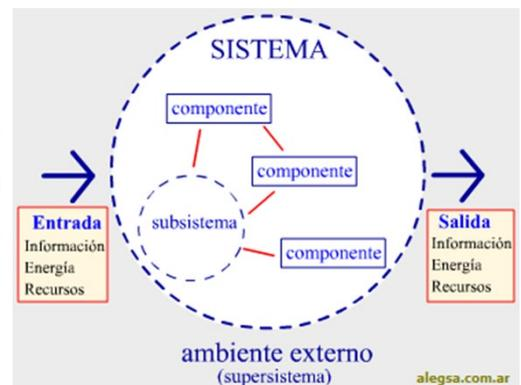 SISTEMA
componente
componente
subsistema
componente
Entrada
Información
Energía
Recursos
Salida
Información
Energía
Recursos
ambiente externo
(supersistema)
alegsa.com.ar